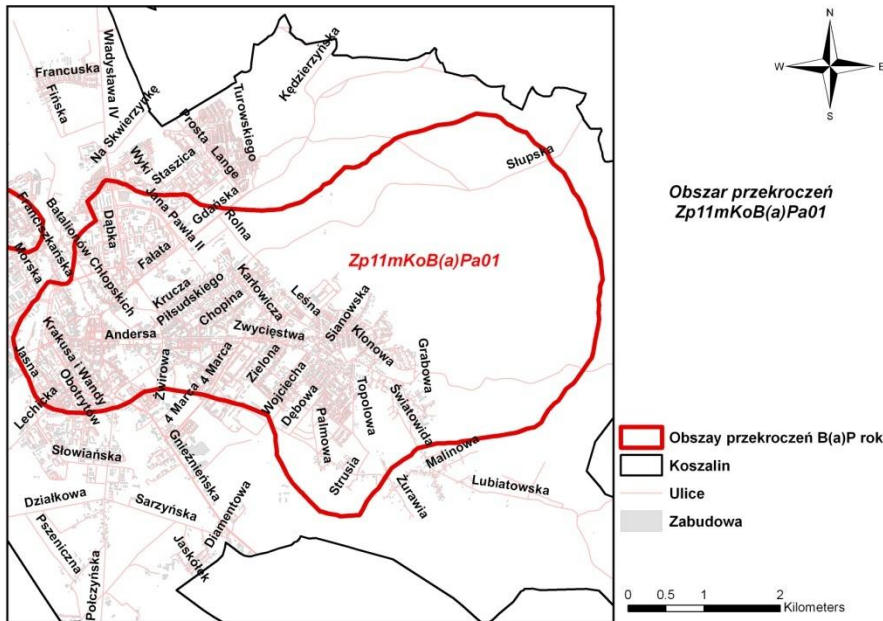 Francuska
Fińska
Władysława IV
Na Skwierzynkę
Kędzierzyńska
Turowskiego
Prosta
Lange
Staszica
Wyki
Słupska
Gdańska
Rolna
Jana Pawła II
Franciszkańska
Batalionów Chłopskich
Dąbka
Fałata
Morska
Zp11mKoB(a)Pa01
Karłowicza
Leśna
Krucza
Piłsudskiego
Chopina
Sianowska
Zwycięstwa
Andersa
Klonowa
Grabowa
Krakusa i Wandy
Jasna
Obotrytów
Lechicka
Żwirowa
4 Marca
4 Marca
Zielona
Wojciecha
Dębowa
Palmowa
Topolowa
Światowida
Malinowa
Strusia
Żurawia
Lubiatowska
Gnieźnieńska
Słowiańska
Działkowa
Sarzyńska
Diamentowa
Pszeniczna
Jaskółek
Połczyńska
N
W
E
S
Obszar przekroczeń
Zp11mKoB(a)Pa01
Obszay przekroczeń B(a)P rok
Koszalin
Ulice
Zabudowa
0 0.5 1 2
Kilometers